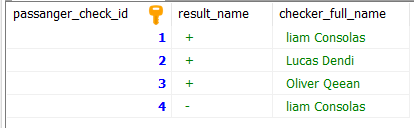 passanger_check_id result_name checker_full_name
1 + liam Consolas
2 + Lucas Dendi
3 + Oliver Qeean
4 - liam Consolas